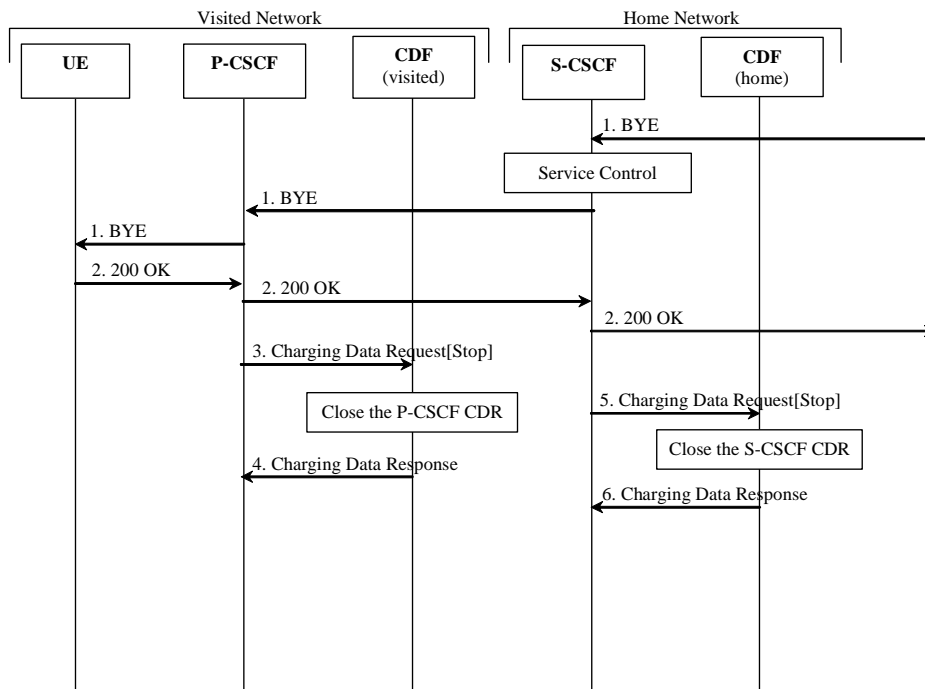 Visited Network
Home Network
UE
P-CSCF
CDF
(visited)
S-CSCF
CDF
(home)
1. BYE
Service Control
1. BYE
1. BYE
2. 200 OK
2. 200 OK
2. 200 OK
3. Charging Data Request[Stop]
Close the P-CSCF CDR
5. Charging Data Request[Stop]
Close the S-CSCF CDR
4. Charging Data Response
6. Charging Data Response